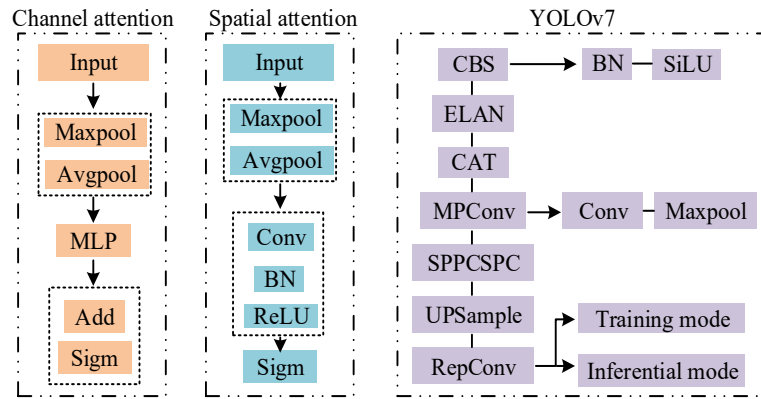 Channel attention
Input
Maxpool
Avgpool
MLP
Add
Sigm
Spatial attention
Input
Maxpool
Avgpool
Conv
BN
ReLU
Sigm
YOLOv7
CBS
BN
SiLU
ELAN
CAT
MPConv
Conv
Maxpool
SPPCSPC
UPSample
RepConv
Training mode
Inferential mode